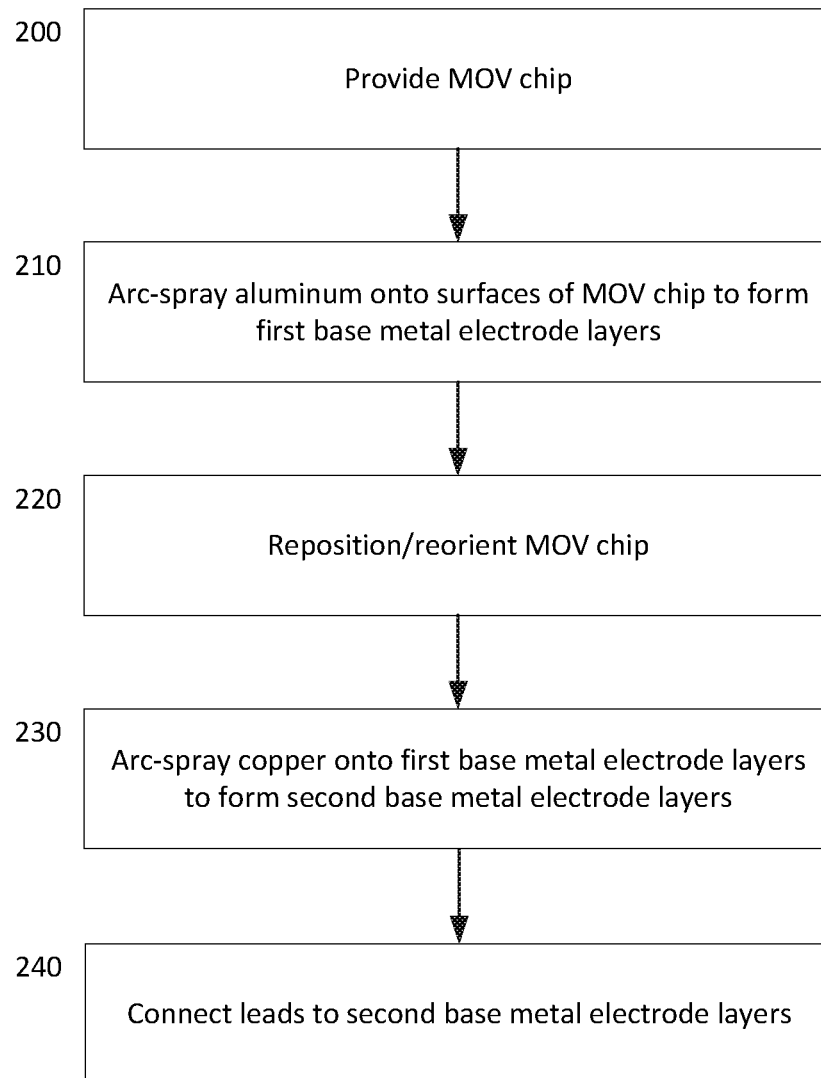 200
Provide MOV chip
210
Arc-spray aluminum onto surfaces of MOV chip to form
first base metal electrode layers
220
Reposition/reorient MOV chip
230
Arc-spray copper onto first base metal electrode layers
to form second base metal electrode layers
240
Connect leads to second base metal electrode layers